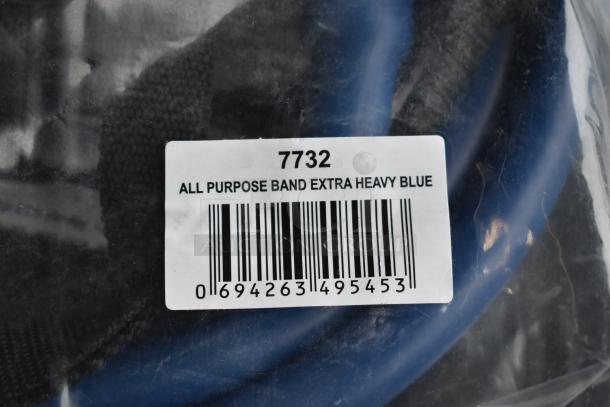 7732
ALL PURPOSE BAND EXTRA HEAVY BLUE
0 694263 495453